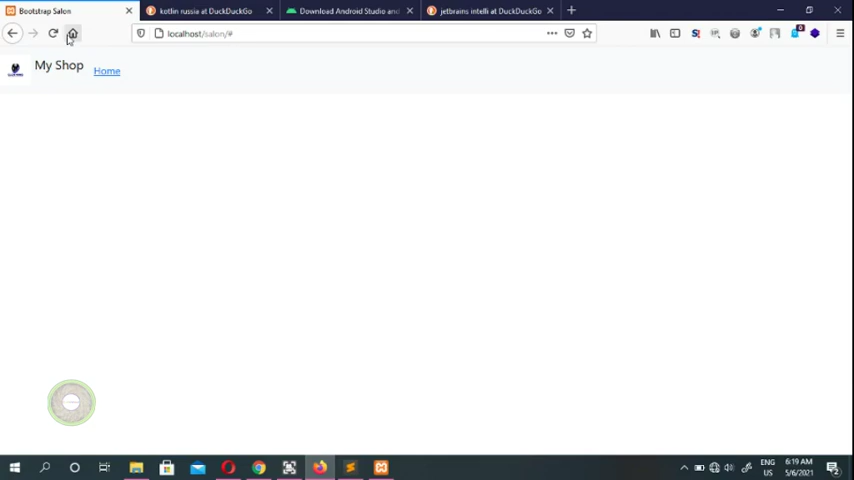 Bootstrap Salon
kotlin russia at DuckDuckGo
Download Android Studio and
jetbrains intelli at DuckDuckGo
localhost/salon/#
My Shop
Home
ENG
US
6:19 AM
5/6/2021